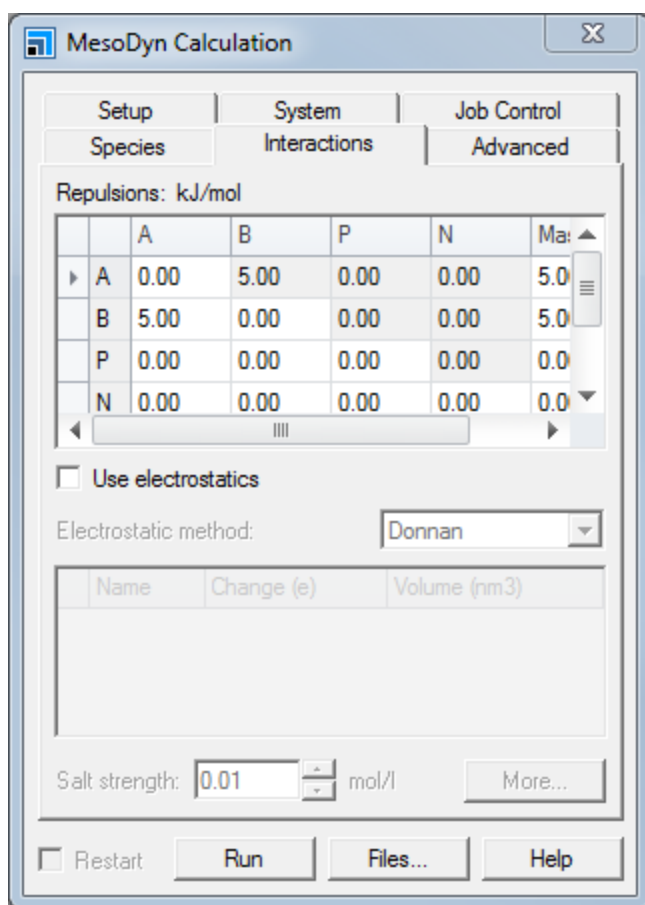 MesoDyn Calculation
Setup System Job Control
Species Interactions Advanced
Repulsions: kJ/mol
A B P N
A 0.00 5.00 0.00 0.00
B 5.00 0.00 0.00 0.00
P 0.00 0.00 0.00 0.00
N 0.00 0.00 0.00 0.00
Use electrostatics
Electrostatic method: Donnan
Name Change (e) Volume (nm3)
Salt strength: 0.01 mol/l More...
Restart Run Files... Help